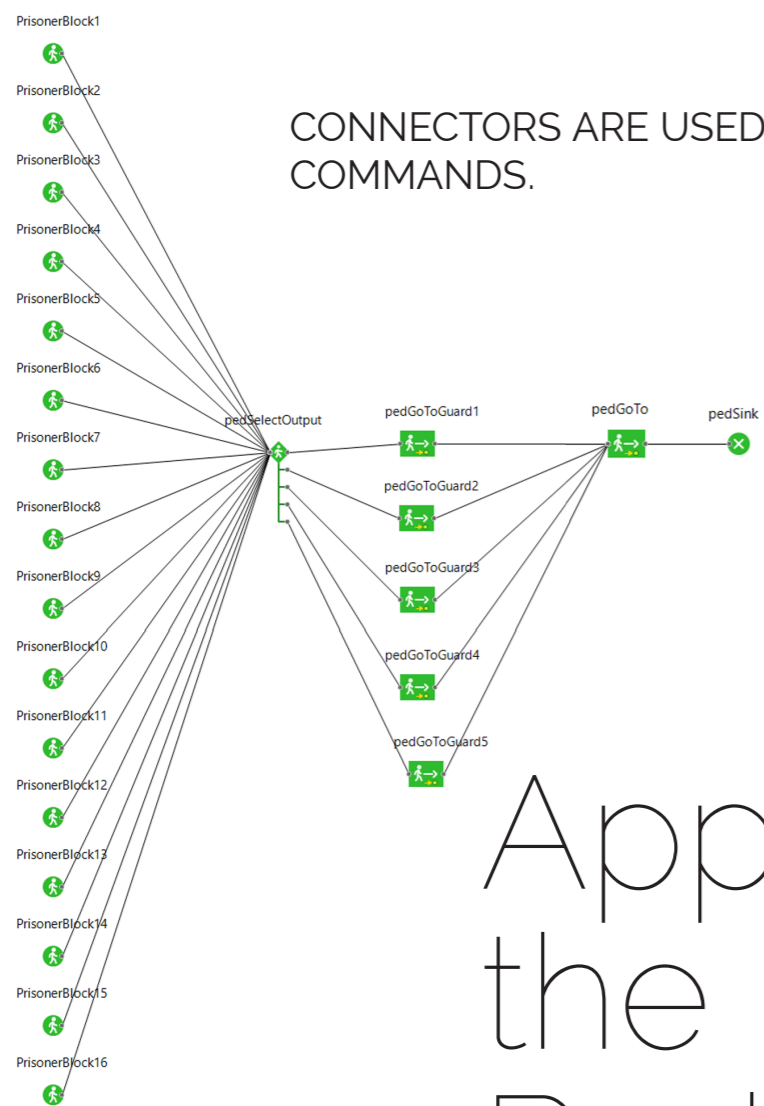 PrisonerBlock1
PrisonerBlock2
CONNECTORS ARE USED
COMMANDS.
PrisonerBlock3
PrisonerBlock4
PrisonerBlock5
PrisonerBlock6
PrisonerBlock7
PrisonerBlock8
PrisonerBlock9
PrisonerBlock10
PrisonerBlock11
PrisonerBlock12
PrisonerBlock13
PrisonerBlock14
PrisonerBlock15
PrisonerBlock16
pedSelectOutput
pedGoToGuard1
pedGoToGuard2
pedGoToGuard3
pedGoToGuard4
pedGoToGuard5
pedGoTo
pedSink
App
the